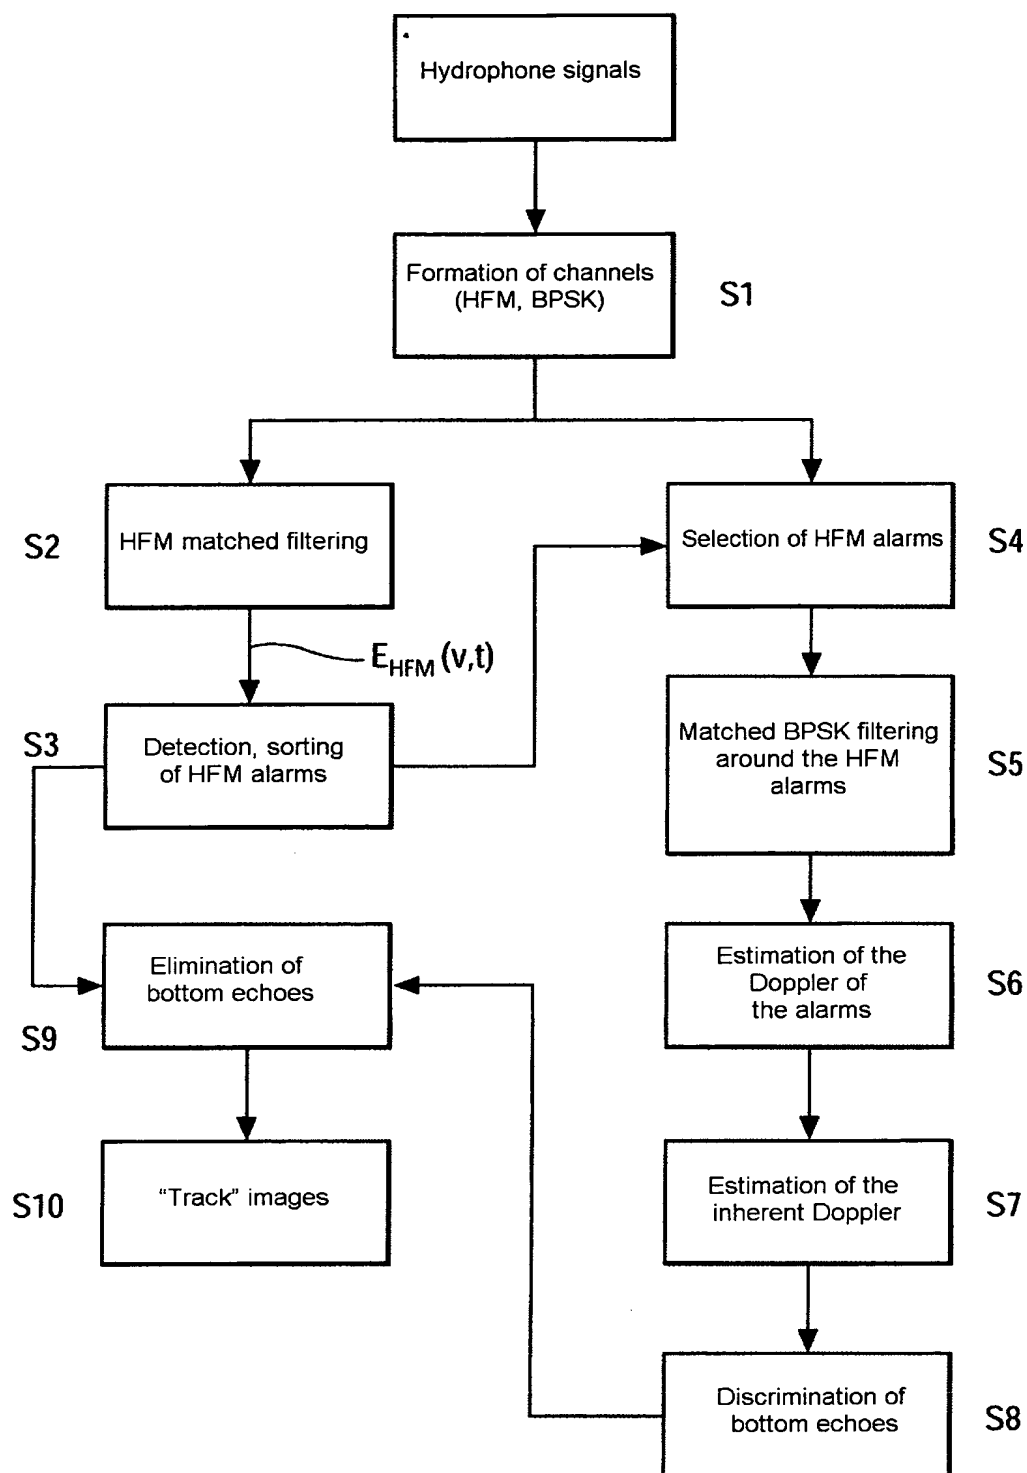 Hydrophone signals
Formation of channels
(HFM, BPSK)
S1
S2
HFM matched filtering
Selection of HFM alarms
S4
E_HFM (v,t)
S3
Detection, sorting
of HFM alarms
Matched BPSK filtering
around the HFM
alarms
S5
Elimination of
bottom echoes
S9
Estimation of the
Doppler of
the alarms
S6
S10
“Track” images
Estimation of the
inherent Doppler
S7
Discrimination of
bottom echoes
S8